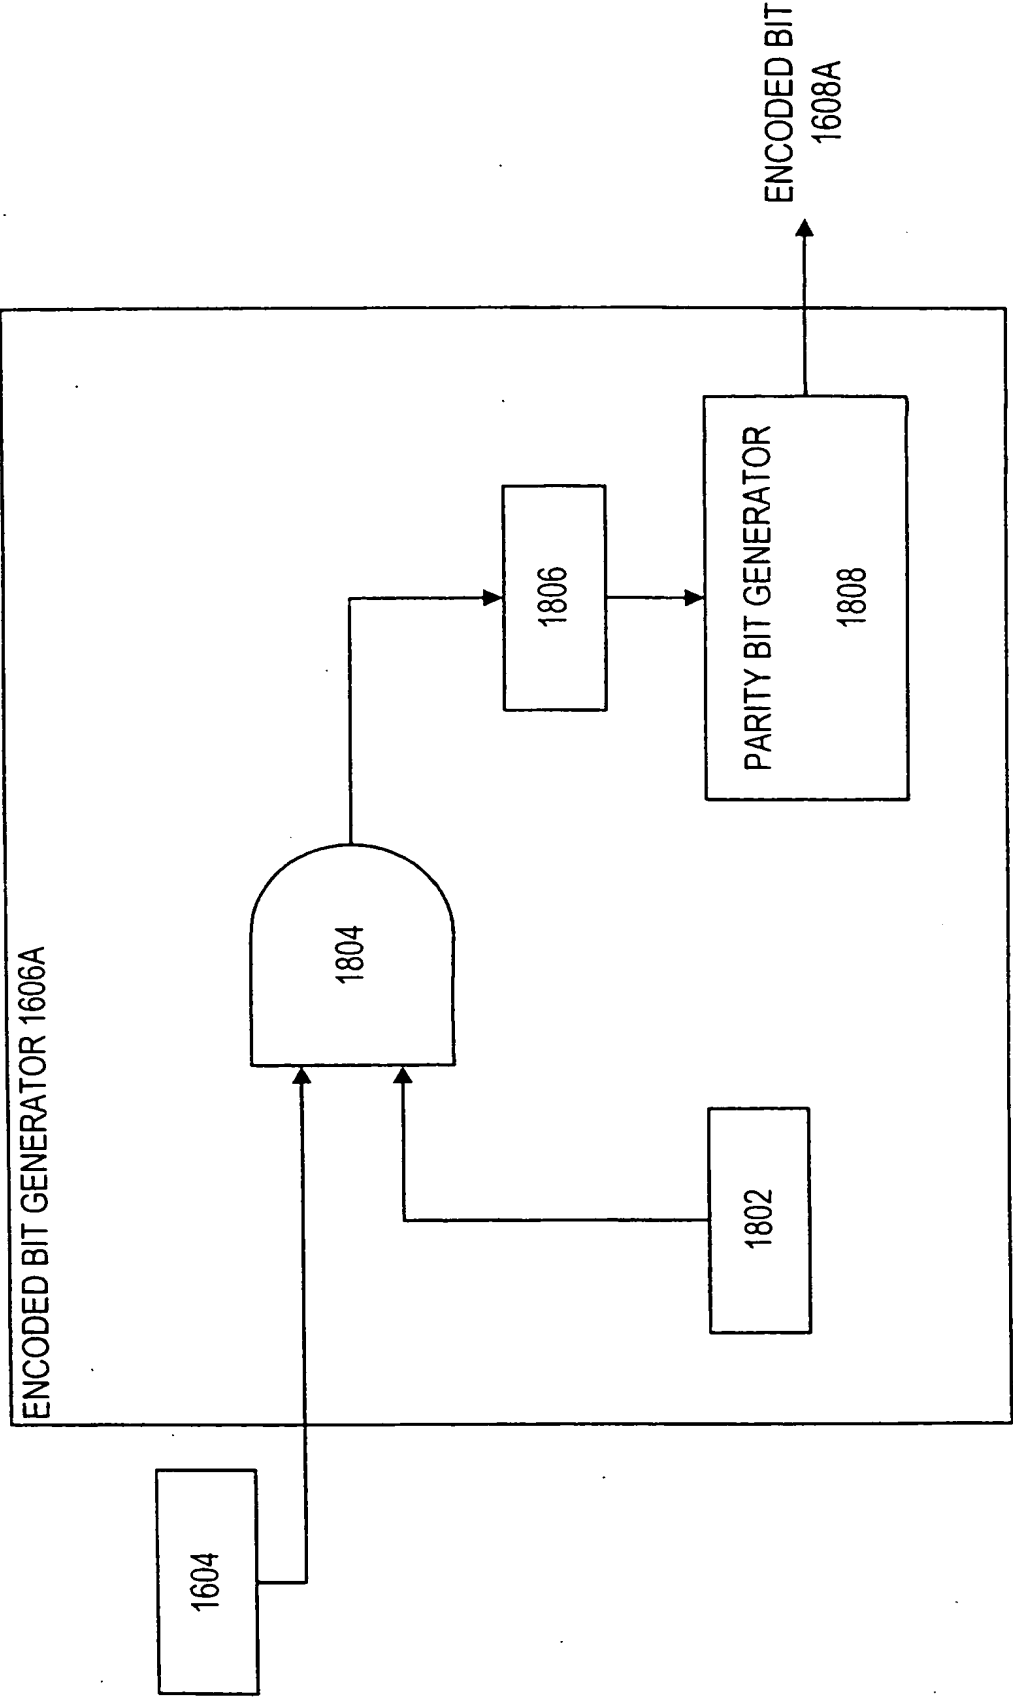 ENCODED BIT GENERATOR 1606A
1604
1804
1802
1806
PARITY BIT GENERATOR
1808
ENCODED BIT
1608A